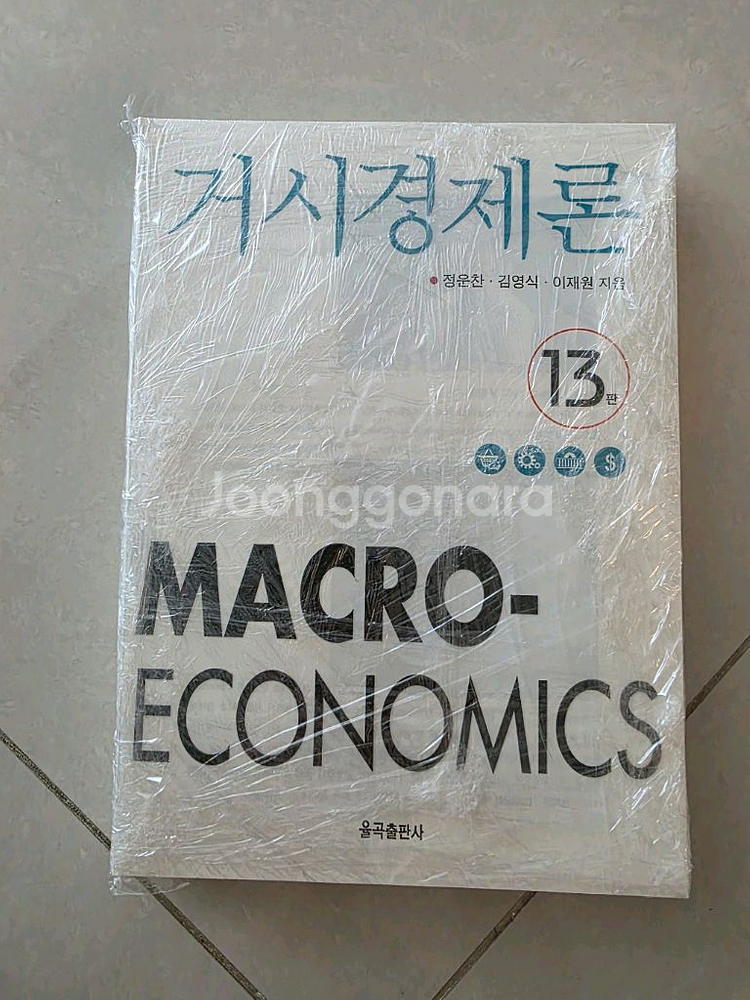 거시경제론
정운찬 · 김영식 · 이재원 지음
13판
$
Joonggonara
MACRO-
ECONOMICS
율곡출판사